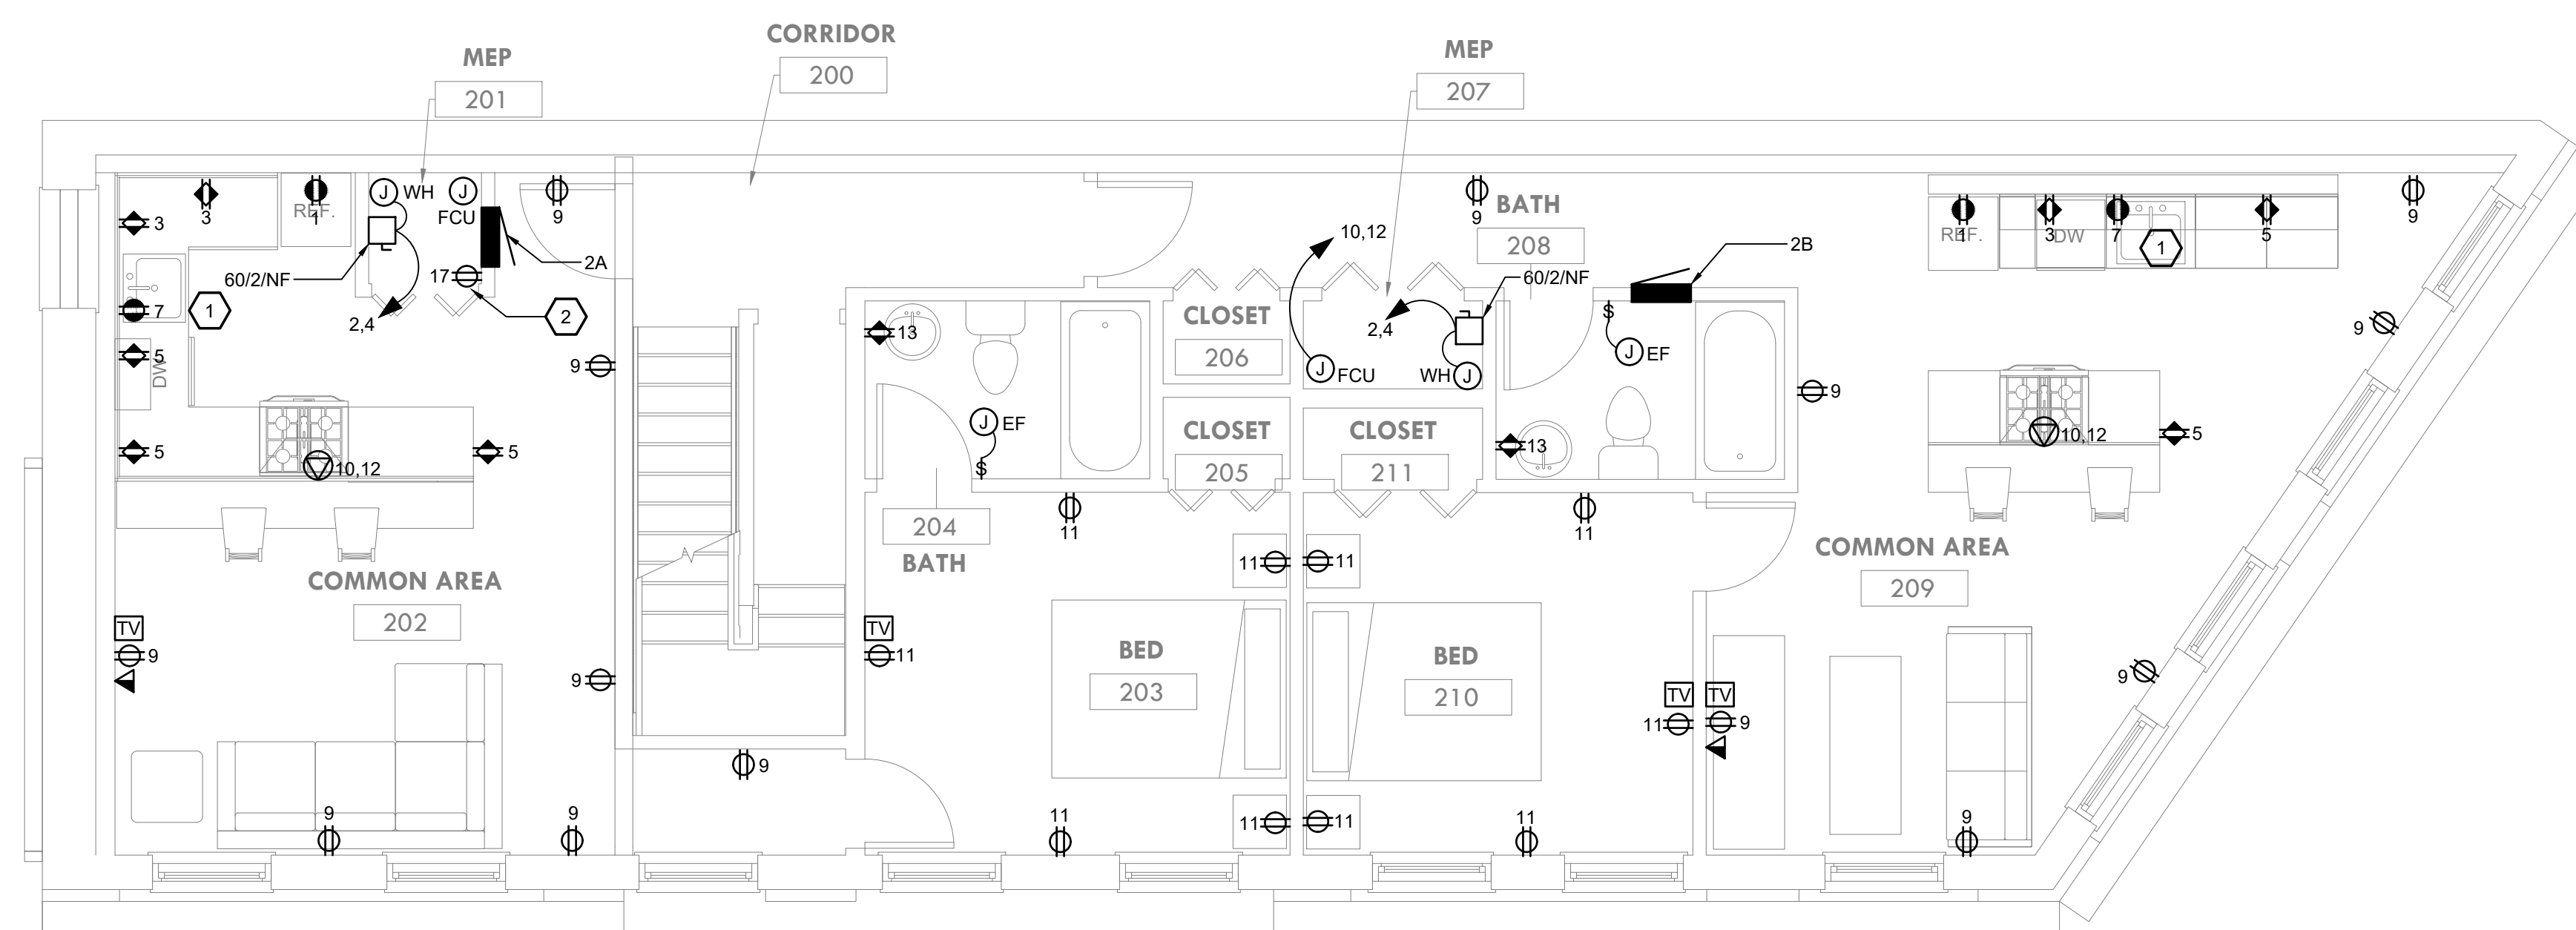 CORRIDOR
200
MEP
201
MEP
207
BATH
208
J WH
J
FCU
9
3
3
1
REF.
2A
60/2/NF
17
2
7
1
2,4
5
DW
5
5
10,12
9
9
COMMON AREA
202
TV
9
9
9
9
13
J EF
S
204
BATH
11
TV
11
11
11
11
BED
203
CLOSET
206
CLOSET
205
CLOSET
211
10,12
2,4
J FCU
WH J
60/2/NF
9
2B
S
J EF
13
9
11
11
11
11
11
BED
210
TV
11
TV
9
COMMON AREA
209
1
REF.
3
DW
7
1
5
9
9
10,12
5
9
9